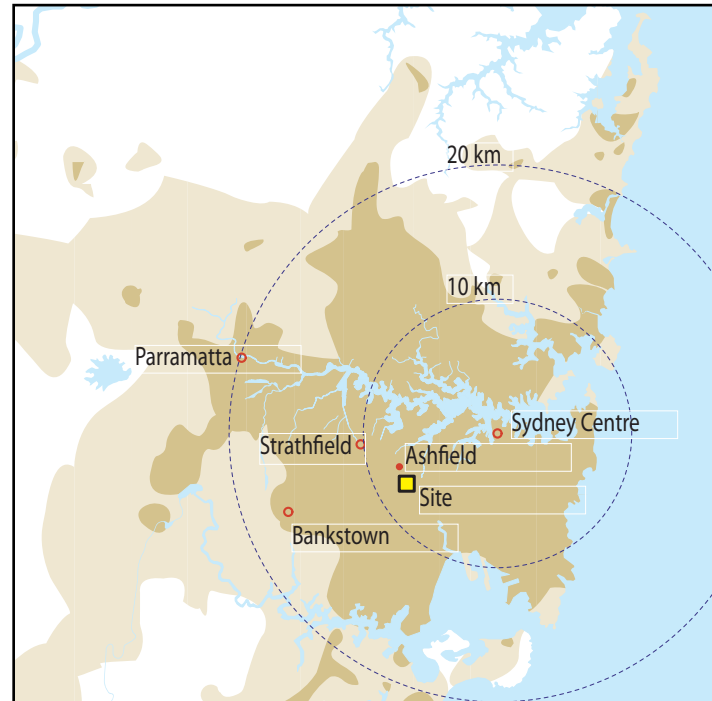 20 km
10 km
Parramatta
Sydney Centre
Strathfield
Ashfield
Site
Bankstown